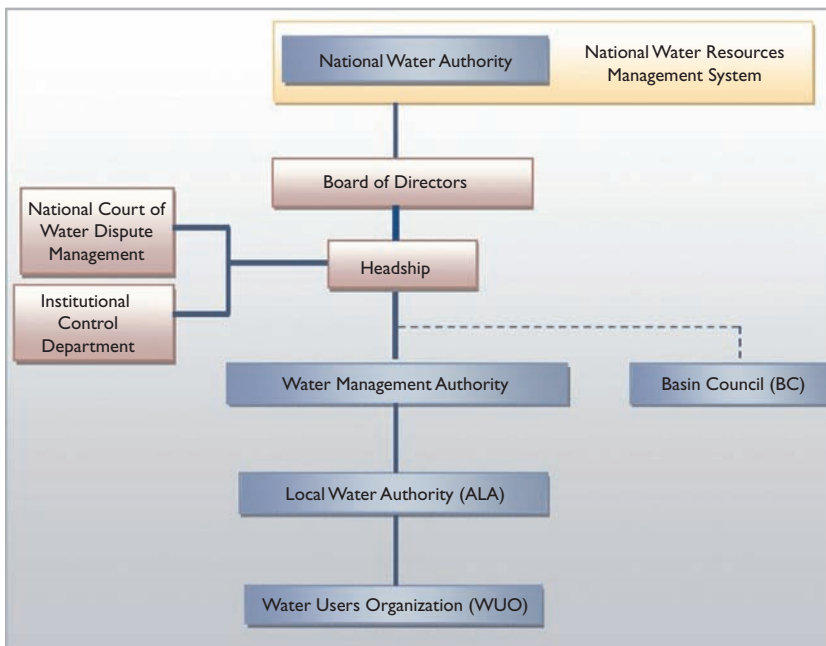 National Water Authority
National Water Resources
Management System
Board of Directors
National Court of
Water Dispute
Management
Headship
Institutional
Control
Department
Water Management Authority
Basin Council (BC)
Local Water Authority (ALA)
Water Users Organization (WUO)